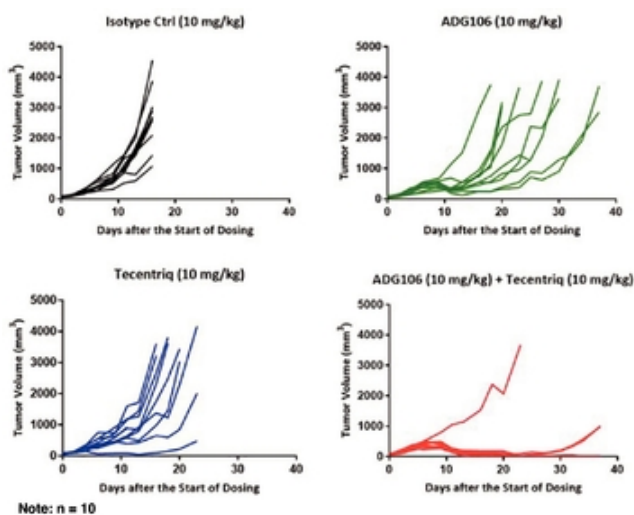 Isotype Ctrl (10 mg/kg)
5000
4000
3000
2000
1000
0
Tumor Volume (mm³)
0 10 20 30 40
Days after the Start of Dosing
ADG106 (10 mg/kg)
5000
4000
3000
2000
1000
0
Tumor Volume (mm³)
0 10 20 30 40
Days after the Start of Dosing
Tecentriq (10 mg/kg)
5000
4000
3000
2000
1000
0
Tumor Volume (mm³)
0 10 20 30 40
Days after the Start of Dosing
ADG106 (10 mg/kg) + Tecentriq (10 mg/kg)
5000
4000
3000
2000
1000
0
Tumor Volume (mm³)
0 10 20 30 40
Days after the Start of Dosing
Note: n = 10